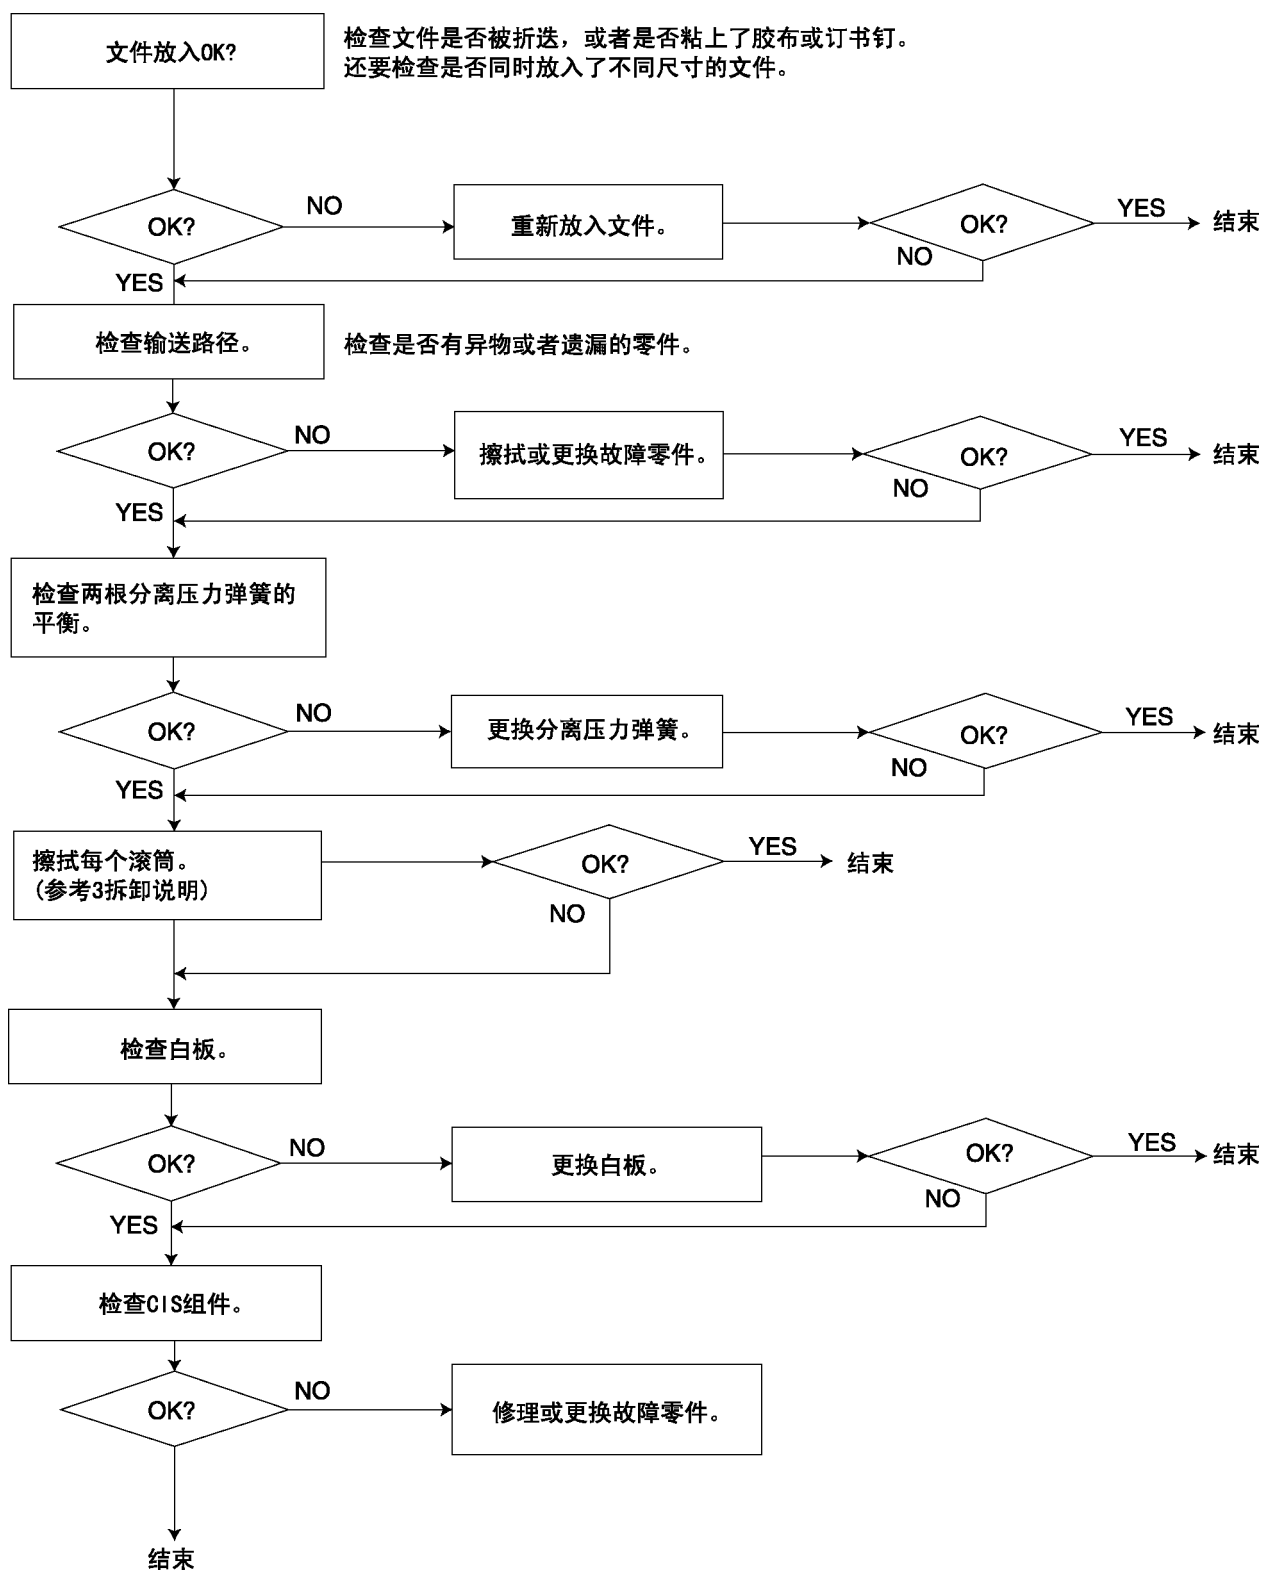 文件放入OK?
检查文件是否被折迭，或者是否粘上了胶布或订书钉。
还要检查是否同时放入了不同尺寸的文件。
OK?
NO
重新放入文件。
OK?
YES
结束
NO
YES
检查输送路径。
检查是否有异物或者遗漏的零件。
OK?
NO
擦拭或更换故障零件。
OK?
YES
结束
NO
YES
检查两根分离压力弹簧的
平衡。
OK?
NO
更换分离压力弹簧。
OK?
YES
结束
NO
YES
擦拭每个滚筒。
(参考3拆卸说明)
OK?
YES
结束
NO
检查白板。
OK?
NO
更换白板。
OK?
YES
结束
NO
YES
检查CIS组件。
OK?
NO
修理或更换故障零件。
结束